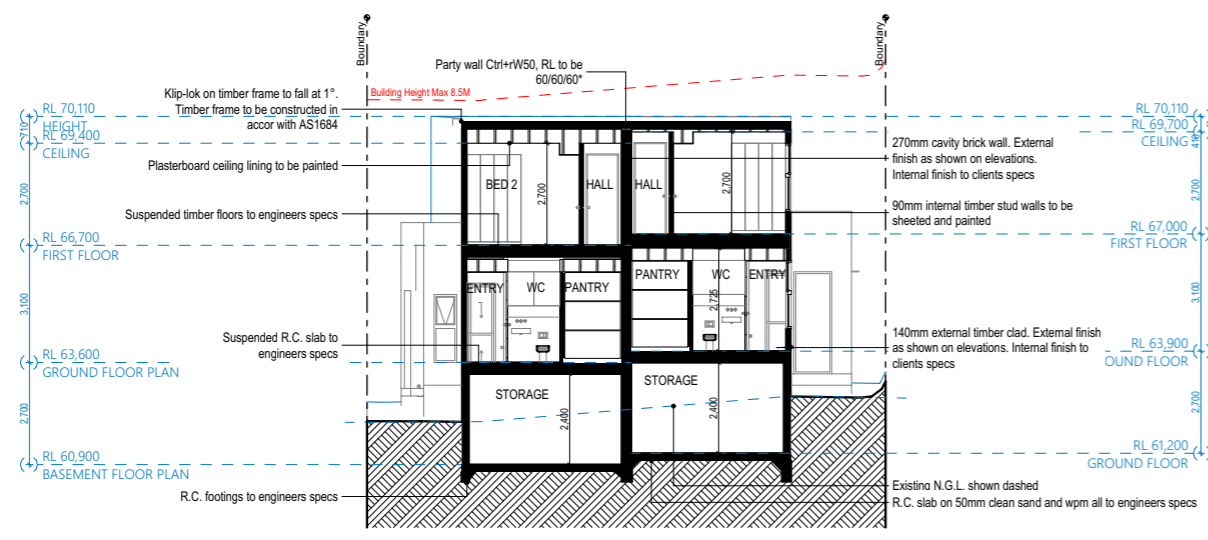 Boundary
Boundary
Party wall Ctrl+rW50, RL to be
60/60/60*
Building Height Max 8.5M
Klip-lok on timber frame to fall at 1°.
Timber frame to be constructed in
accor with AS1684
Plasterboard ceiling lining to be painted
Suspended timber floors to engineers specs
Suspended R.C. slab to
engineers specs
R.C. footings to engineers specs
RL 70,110
HEIGHT
710
RL 69,400
CEILING
2,700
RL 66,700
FIRST FLOOR
3,100
RL 63,600
GROUND FLOOR PLAN
2,700
RL 60,900
BASEMENT FLOOR PLAN
BED 2
2,700
HALL
HALL
2,700
ENTRY
WC
PANTRY
PANTRY
WC
2,725
ENTRY
STORAGE
2,400
STORAGE
2,400
270mm cavity brick wall. External
finish as shown on elevations.
Internal finish to clients specs
90mm internal timber stud walls to be
sheeted and painted
140mm external timber clad. External finish
as shown on elevations. Internal finish to
clients specs
Existing N.G.L. shown dashed
R.C. slab on 50mm clean sand and wpm all to engineers specs
RL 70,110
RL 69,700
CEILING
410
2,700
RL 67,000
FIRST FLOOR
3,100
RL 63,900
OUND FLOOR
2,700
RL 61,200
GROUND FLOOR